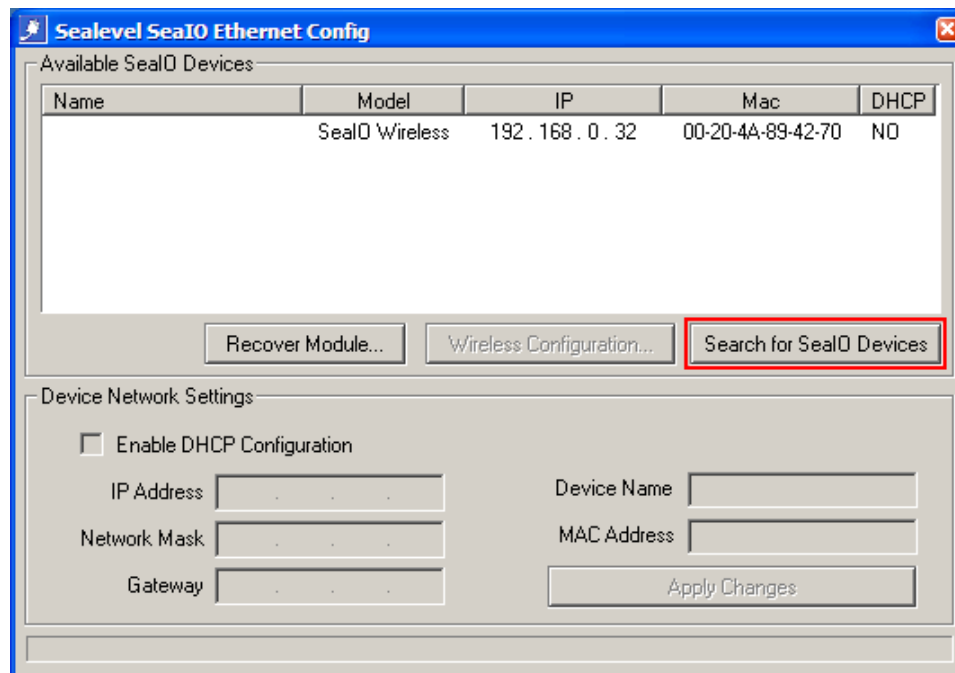 Sealevel SeaIO Ethernet Config
Available SeaIO Devices
Name Model IP Mac DHCP
SeaIO Wireless 192 . 168 . 0 . 32 00-20-4A-89-42-70 NO
Recover Module... Wireless Configuration... Search for SeaIO Devices
Device Network Settings
Enable DHCP Configuration
IP Address . . . Device Name
Network Mask . . . MAC Address
Gateway . . . Apply Changes